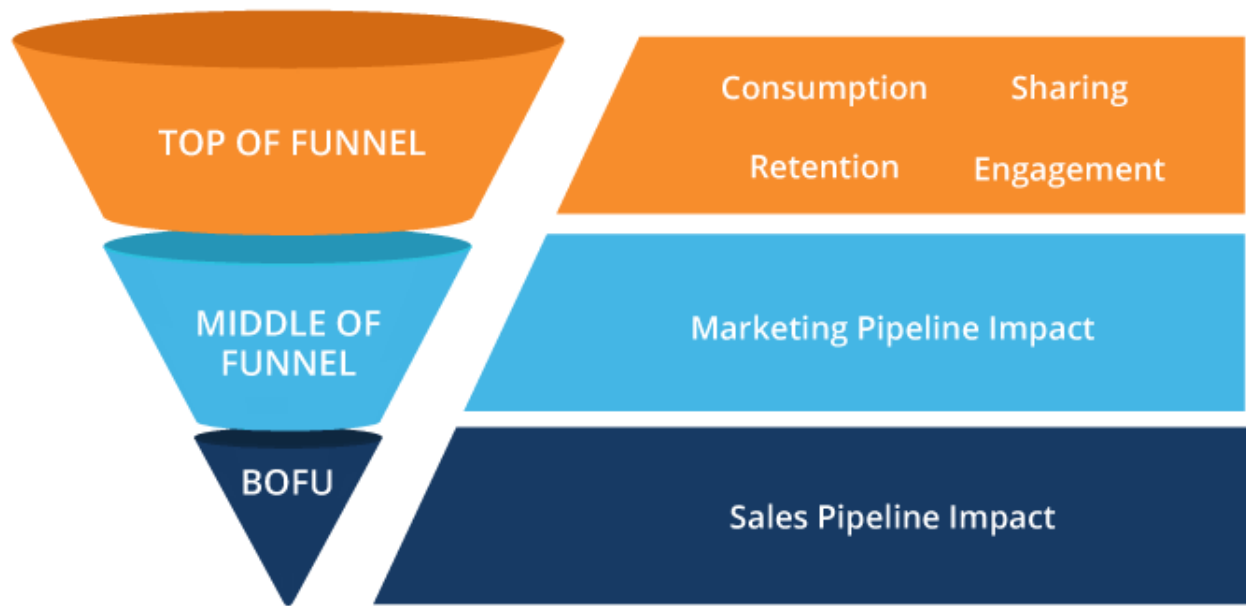 TOP OF FUNNEL
Consumption Sharing
Retention Engagement
MIDDLE OF
FUNNEL
Marketing Pipeline Impact
BOFU
Sales Pipeline Impact